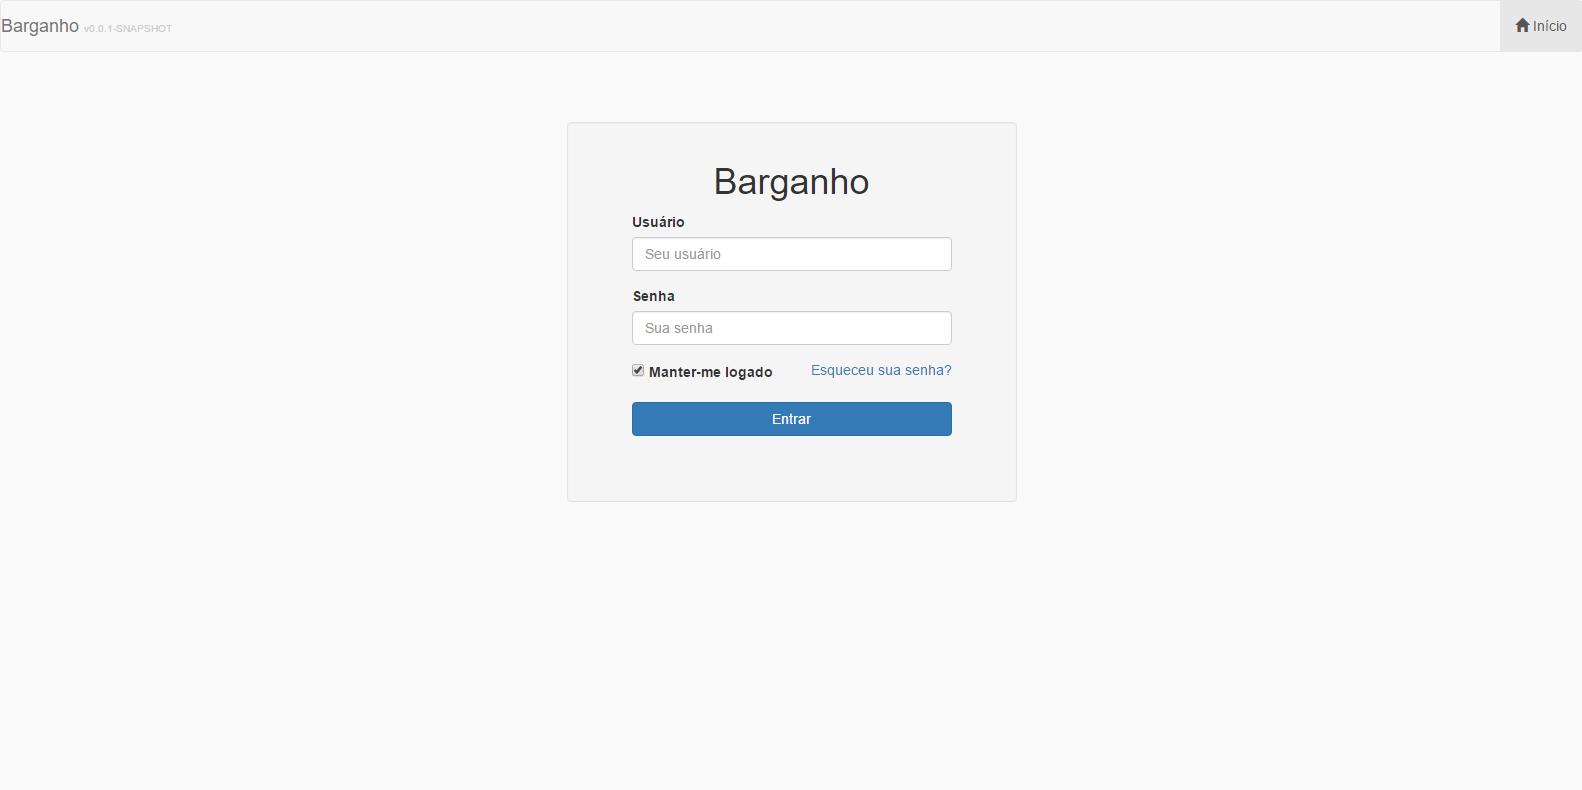 Barganho v0.0.1-SNAPSHOT
Início
Barganho
Usuário
Seu usuário
Senha
Sua senha
Manter-me logado Esqueceu sua senha?
Entrar